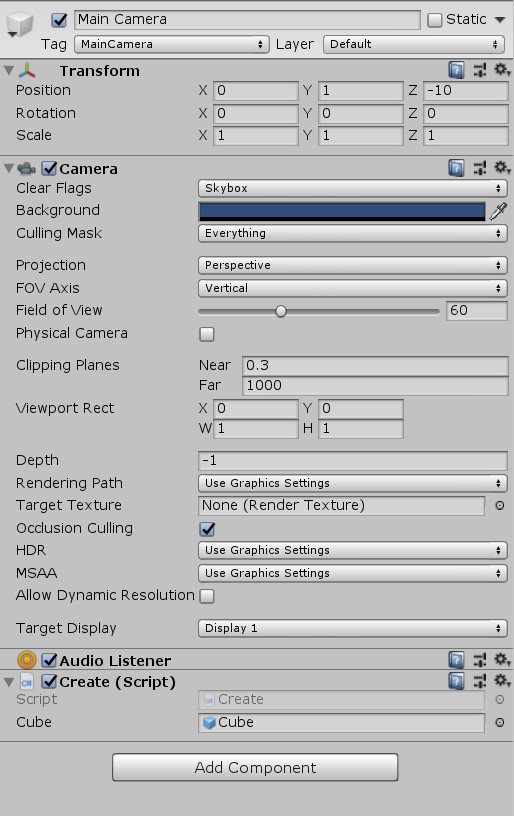 Main Camera Static
Tag MainCamera Layer Default
Transform
Position X 0 Y 1 Z -10
Rotation X 0 Y 0 Z 0
Scale X 1 Y 1 Z 1
Camera
Clear Flags Skybox
Background
Culling Mask Everything
Projection Perspective
FOV Axis Vertical
Field of View 60
Physical Camera
Clipping Planes Near 0.3
Far 1000
Viewport Rect X 0 Y 0
W 1 H 1
Depth -1
Rendering Path Use Graphics Settings
Target Texture None (Render Texture)
Occlusion Culling
HDR Use Graphics Settings
MSAA Use Graphics Settings
Allow Dynamic Resolution
Target Display Display 1
Audio Listener
Create (Script)
Script Create
Cube Cube
Add Component